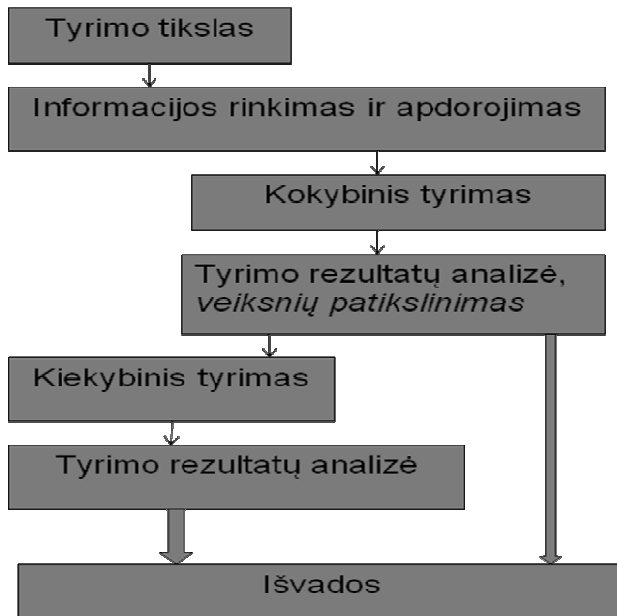 Tyrimo tikslas
Informacijos rinkimas ir apdorojimas
Kokybinis tyrimas
Tyrimo rezultatų analizė,
veiksnių patikslinimas
Kiekybinis tyrimas
Tyrimo rezultatų analizė
Išvados